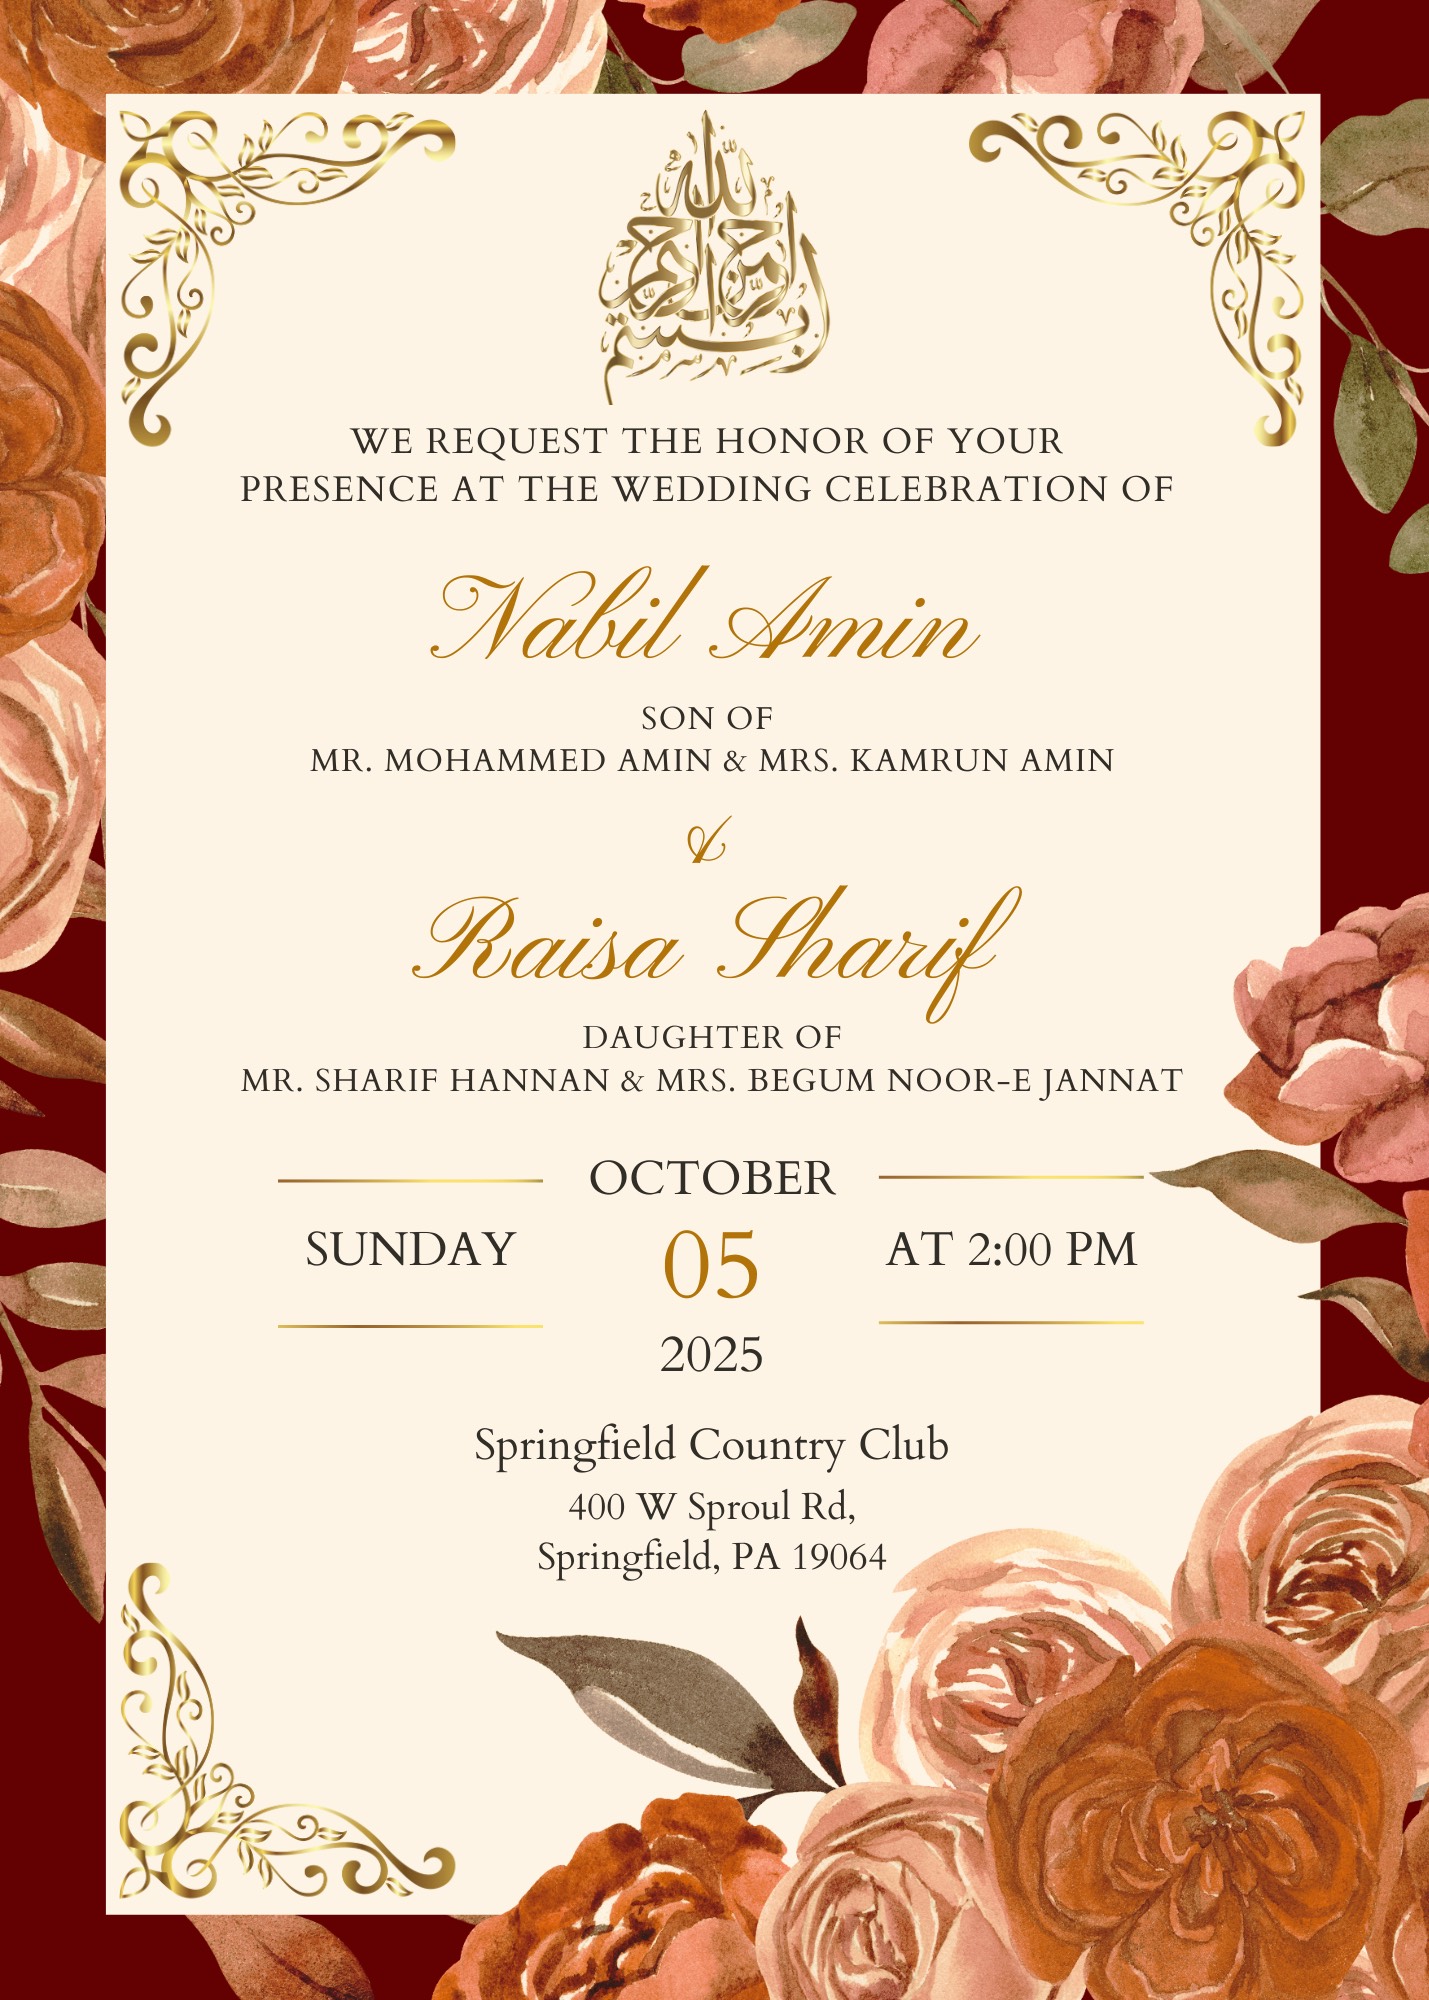 بسم الله الرحمن الرحيم
WE REQUEST THE HONOR OF YOUR
PRESENCE AT THE WEDDING CELEBRATION OF
Nabil Amin
SON OF
MR. MOHAMMED AMIN & MRS. KAMRUN AMIN
&
Raisa Sharif
DAUGHTER OF
MR. SHARIF HANNAN & MRS. BEGUM NOOR-E JANNAT
OCTOBER
SUNDAY 05 AT 2:00 PM
2025
Springfield Country Club
400 W Sproul Rd,
Springfield, PA 19064